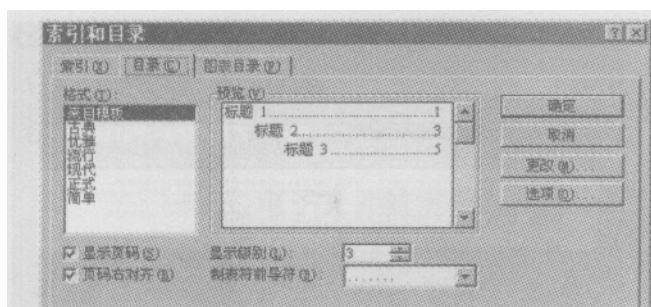 索引和目录
索引(X) 目录(C) 图表目录(F)
格式(T): 预览(V)
来自模板
古典
优雅
流行
现代
正式
简单
标题 1......1
标题 2......3
标题 3......5
确定
取消
更改(M)...
选项(O)...
显示页码(S) 显示级别(L): 3
页码右对齐(R) 制表符前导符(B): .......